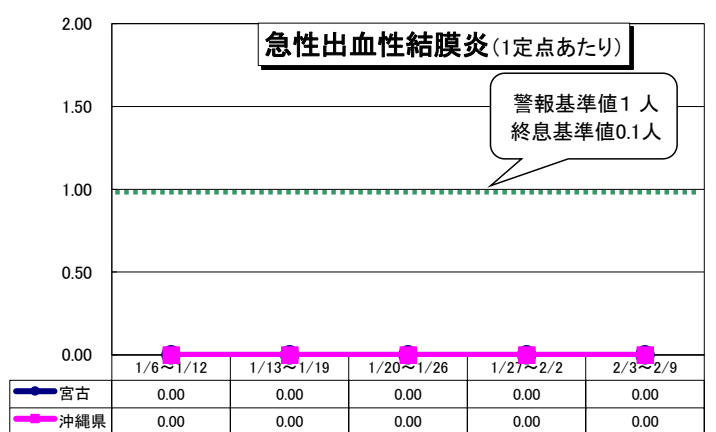 急性出血性結膜炎(1定点あたり)
警報基準値1 人
終息基準値0.1人
2.00
1.50
1.00
0.50
0.00
1/6~1/12 1/13~1/19 1/20~1/26 1/27~2/2 2/3~2/9
宮古 0.00 0.00 0.00 0.00 0.00
沖縄県 0.00 0.00 0.00 0.00 0.00